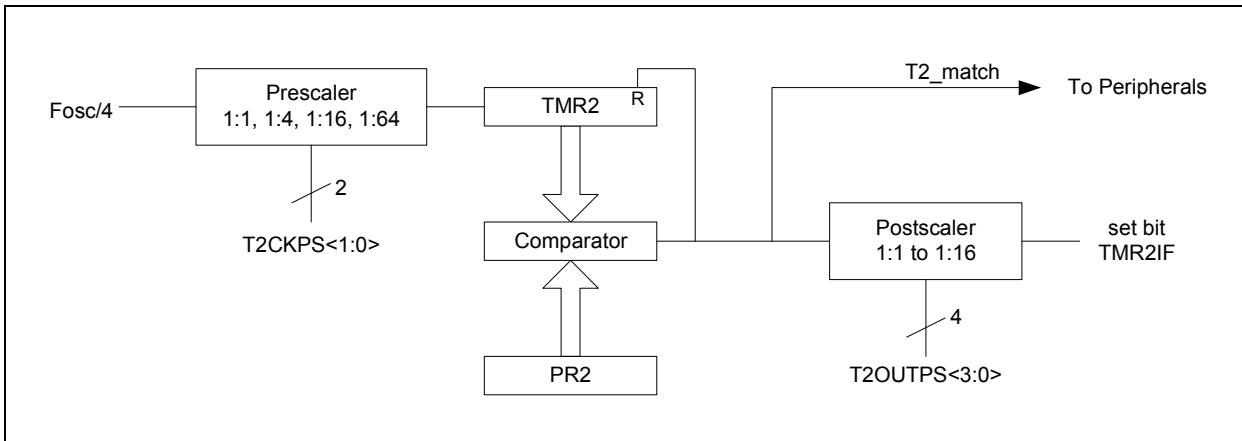 Fosc/4
Prescaler
1:1, 1:4, 1:16, 1:64
2
T2CKPS<1:0>
TMR2
R
Comparator
PR2
T2_match
To Peripherals
Postscaler
1:1 to 1:16
4
T2OUTPS<3:0>
set bit
TMR2IF